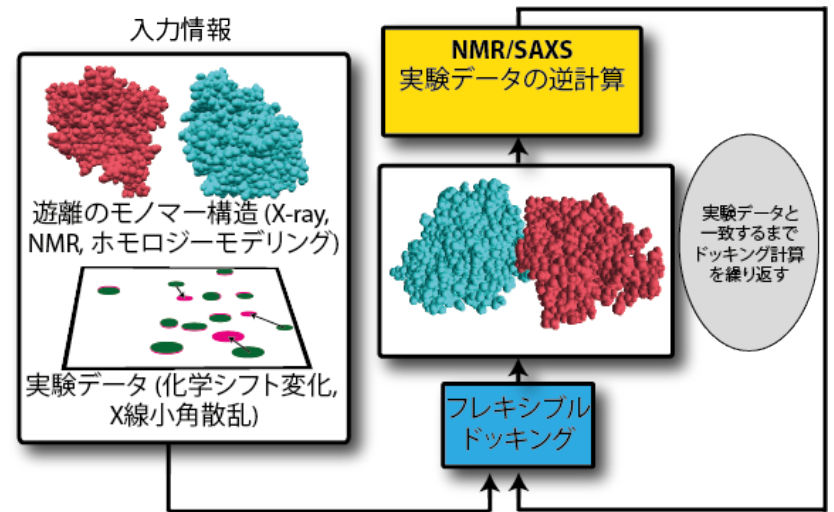 入力情報
遊離のモノマー構造 (X-ray,
NMR, ホモロジーモデリング)
実験データ (化学シフト変化,
X線小角散乱)
NMR/SAXS
実験データの逆計算
フレキシブル
ドッキング
実験データと
一致するまで
ドッキング計算
を繰り返す